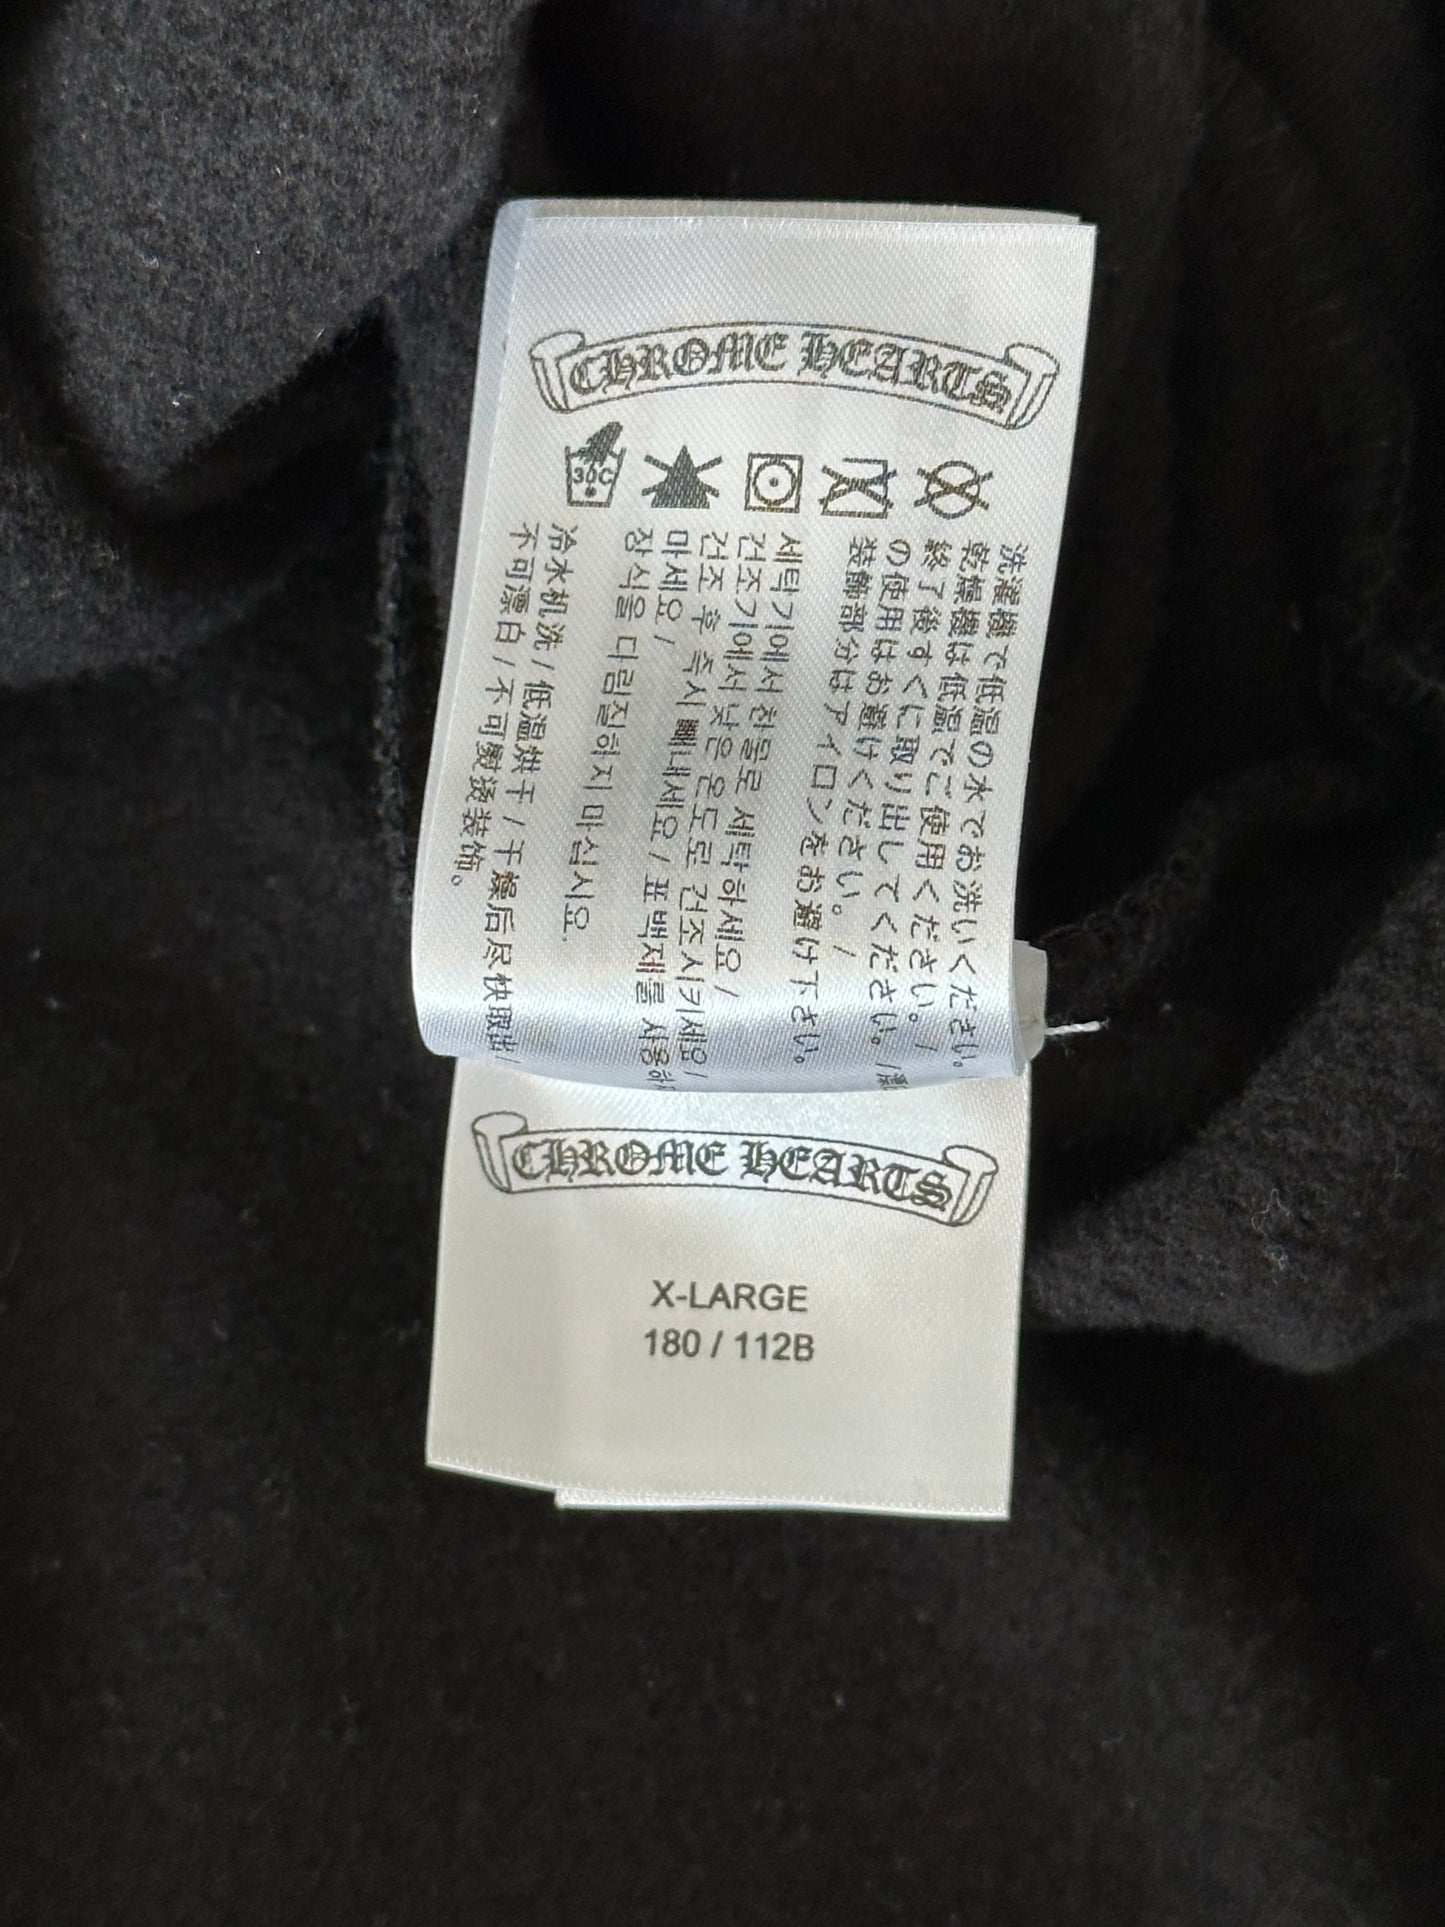 CHROME HEARTS
30C
洗濯機で低温の水でお洗いください。
乾燥機は低温でご使用ください。/
終了後すぐに取り出してください。/漂
の使用はお避けください。/
装飾部分はアイロンをお避け下さい。
세탁기에서 찬물로 세탁하세요 /
건조기에서 낮은 온도로 건조시키세요 /
건조 후 즉시 빼내세요 / 표백제를 사용하
마세요 /
장식을 다림질하지 마십시요.
冷水机洗 / 低温烘干 / 干燥后尽快取出 /
不可漂白 / 不可熨烫装饰。
CHROME HEARTS
X-LARGE
180 / 112B